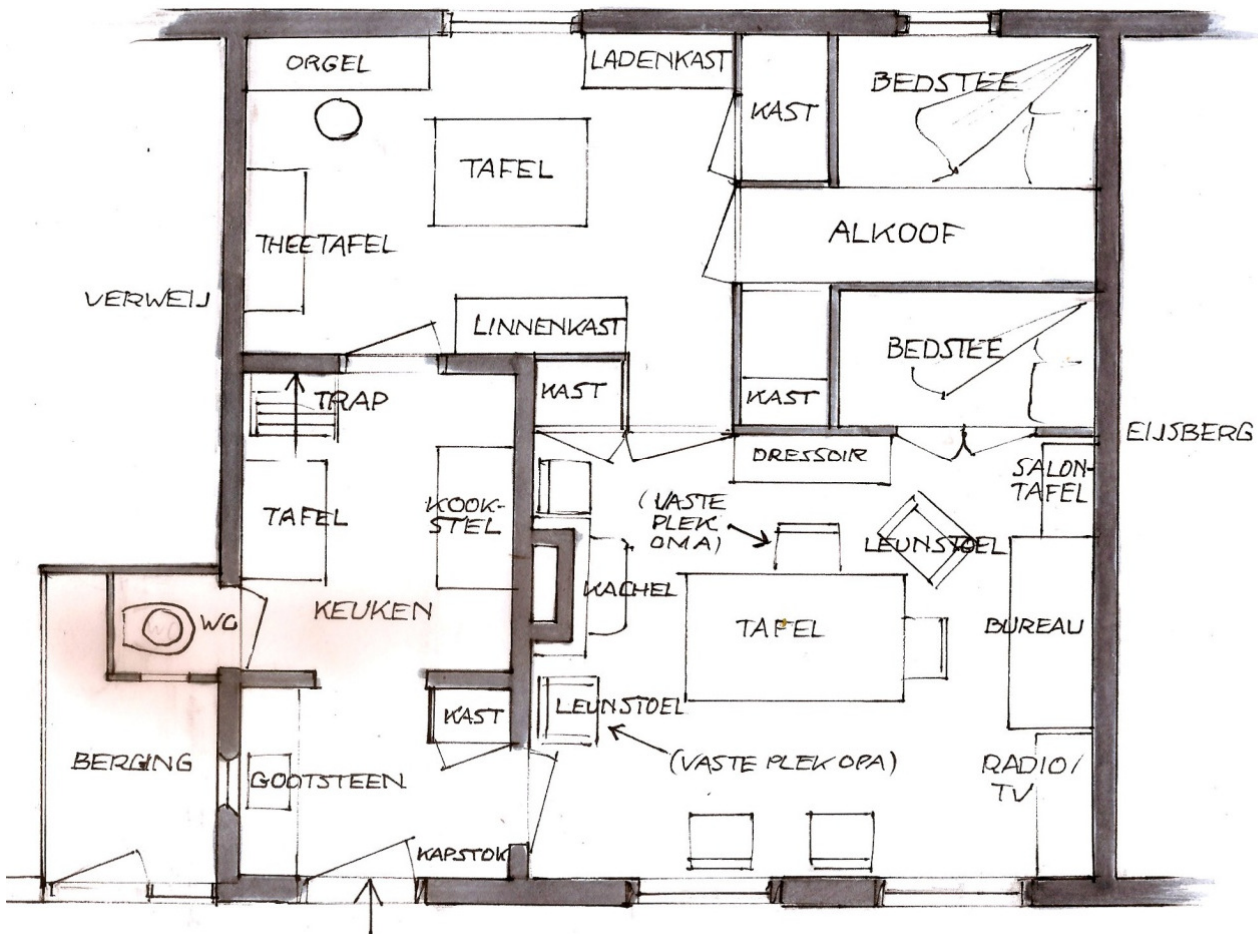 ORGEL
LADENKAST
KAST
BEDSTEE
TAFEL
THEETAFEL
ALKOOF
VERWEIJ
LINNENKAST
BEDSTEE
TRAP
KAST
KAST
EIJSBERG
DRESSOIR
SALON-
TAFEL
TAFEL
KOOK-
STEL
(VASTE
PLEK
OMA)
LEUNSTOEL
KACHEL
WC
KEUKEN
TAFEL
BUREAU
KAST
LEUNSTOEL
BERGING
GOOTSTEEN
(VASTE PLEK OPA)
RADIO/
TV
KAPSTOK